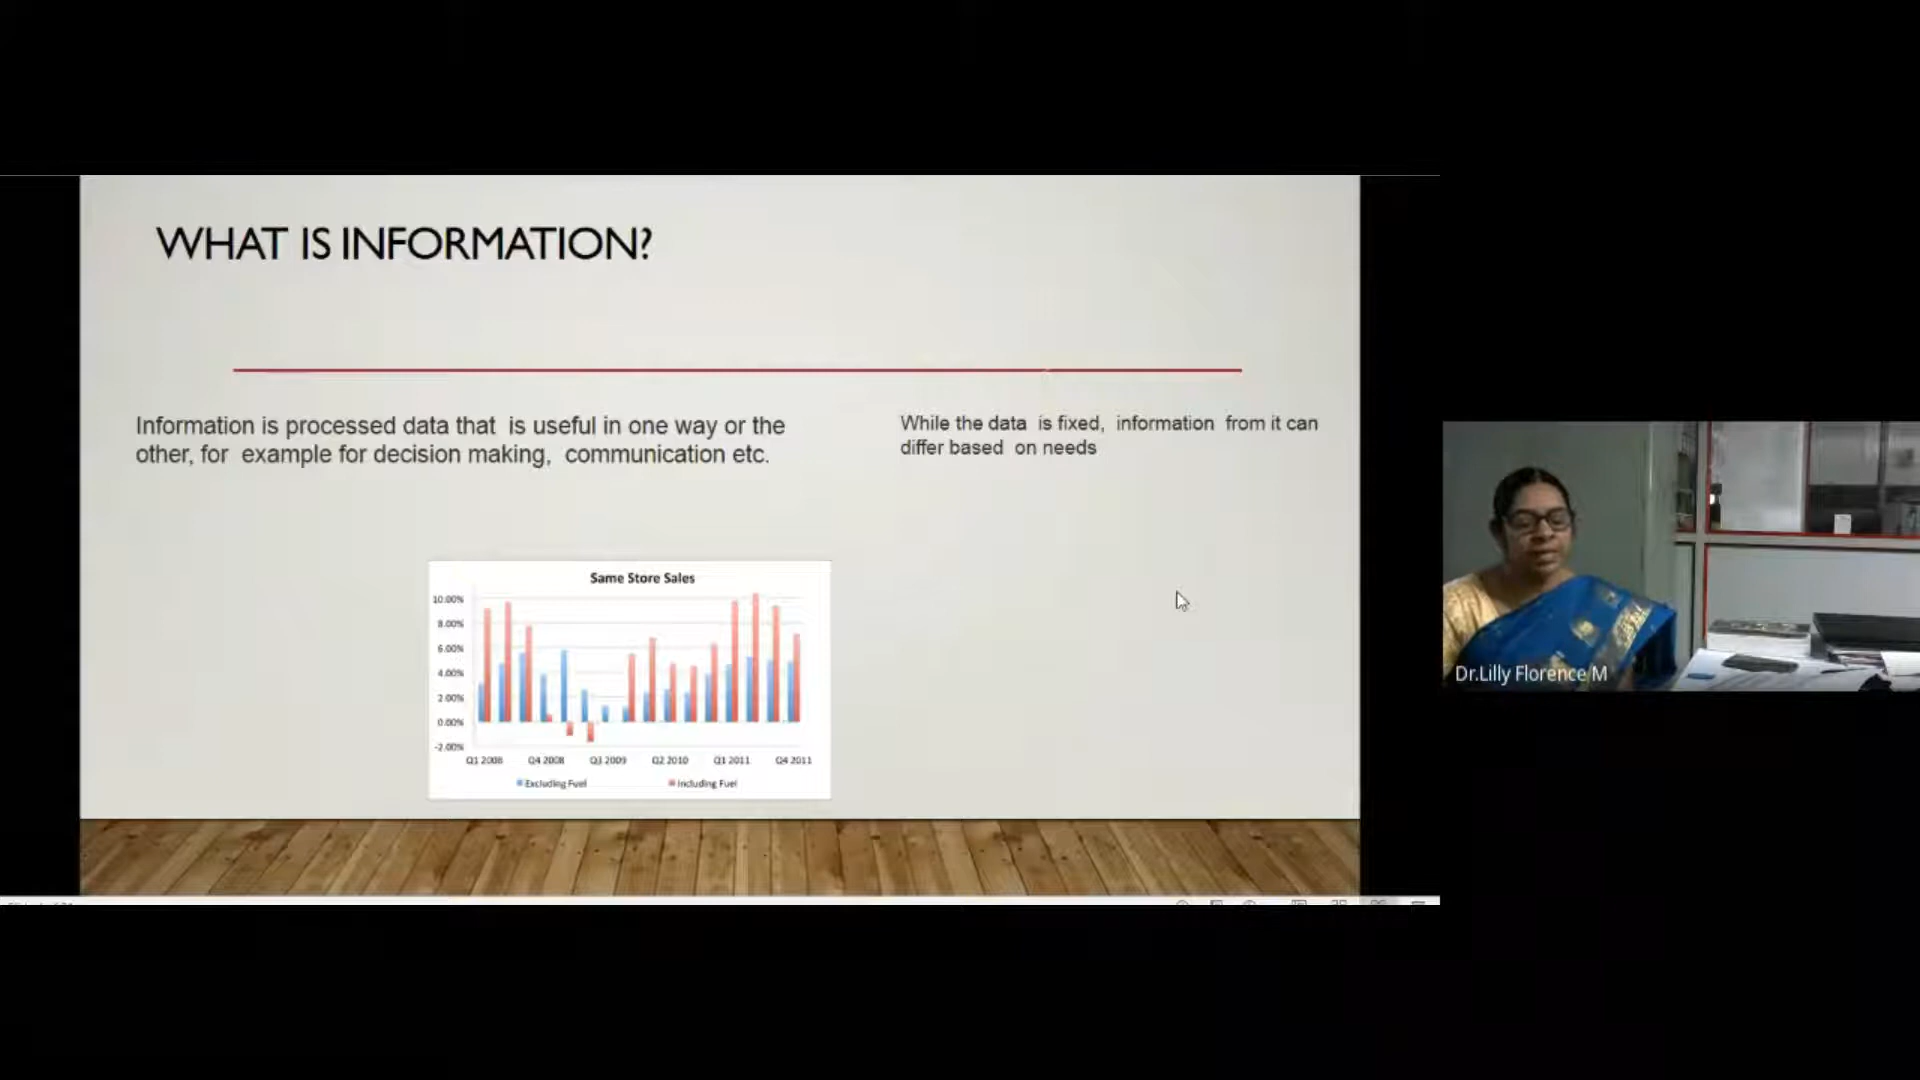 WHAT IS INFORMATION?
Information is processed data that is useful in one way or the
other, for example for decision making, communication etc.
While the data is fixed, information from it can
differ based on needs
Same Store Sales
10.00%
8.00%
6.00%
4.00%
2.00%
0.00%
-2.00%
Q1 2008 Q4 2008 Q3 2009 Q2 2010 Q1 2011 Q4 2011
Excluding Fuel Including Fuel
Dr.Lilly Florence M